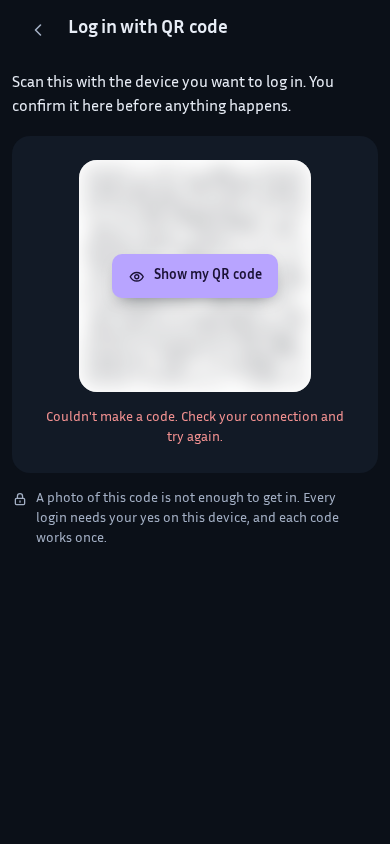 Log in with QR code
Scan this with the device you want to log in. You
confirm it here before anything happens.
Show my QR code
Couldn't make a code. Check your connection and
try again.
A photo of this code is not enough to get in. Every
login needs your yes on this device, and each code
works once.